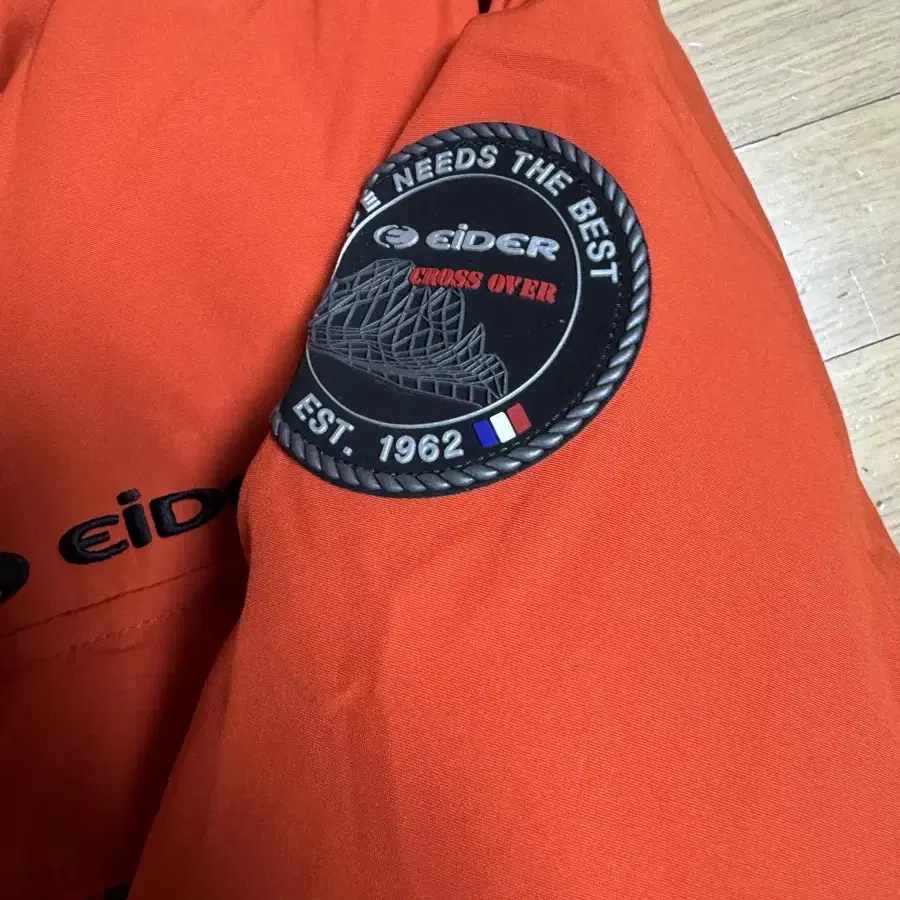 NEEDS THE BEST
EiDER
CROSS OVER
EST. 1962
EiDER